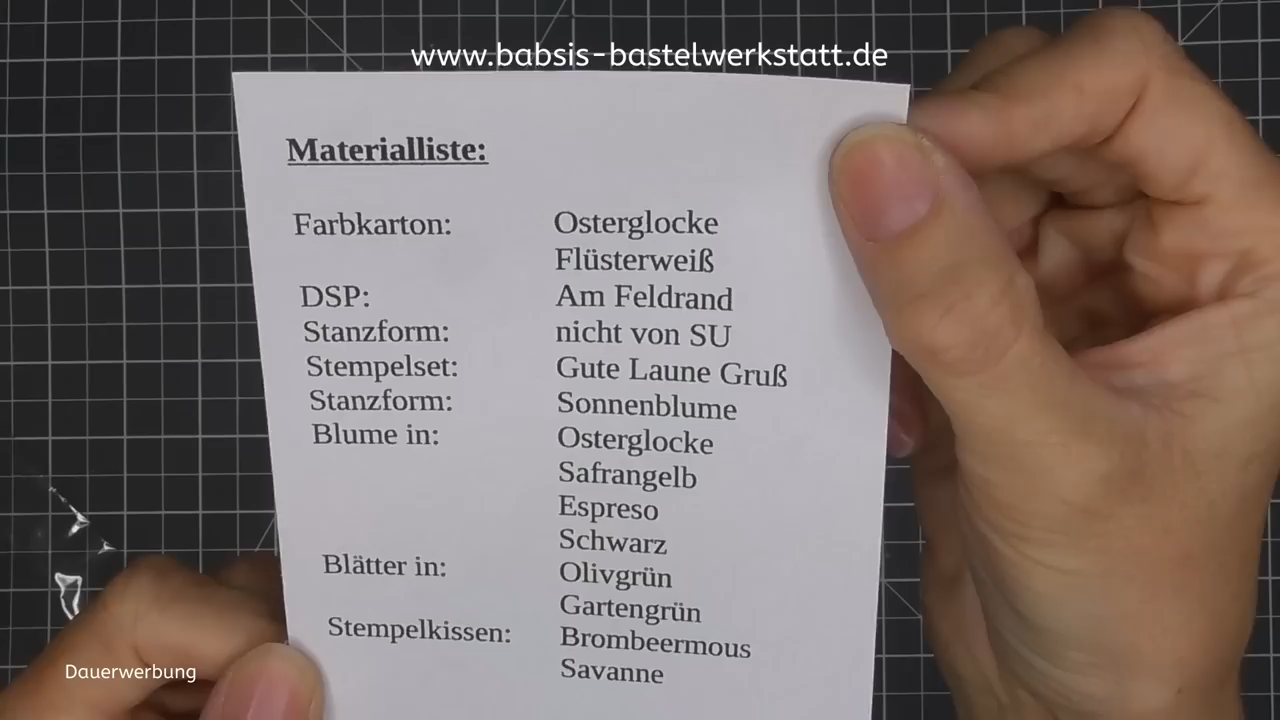 www.babsis-bastelwerkstatt.de
Materialliste:
Farbkarton: Osterglocke
Flüsterweiß
DSP: Am Feldrand
Stanzform: nicht von SU
Stempelset: Gute Laune Gruß
Stanzform: Sonnenblume
Blume in: Osterglocke
Safrangelb
Espreso
Schwarz
Blätter in: Olivgrün
Gartengrün
Stempelkissen: Brombeermous
Savanne
Dauerwerbung